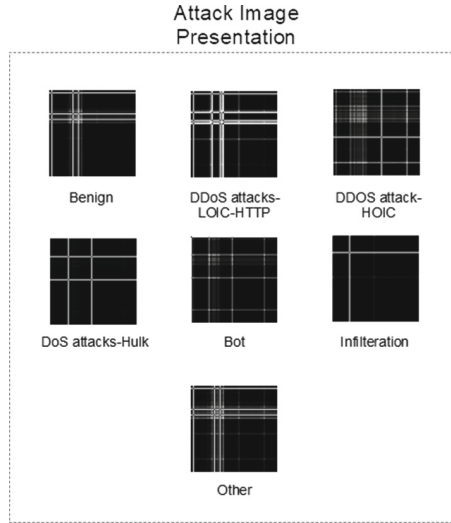 Attack Image
Presentation
Benign
DDoS attacks-
LOIC-HTTP
DDOS attack-
HOIC
DoS attacks-Hulk
Bot
Infilteration
Other